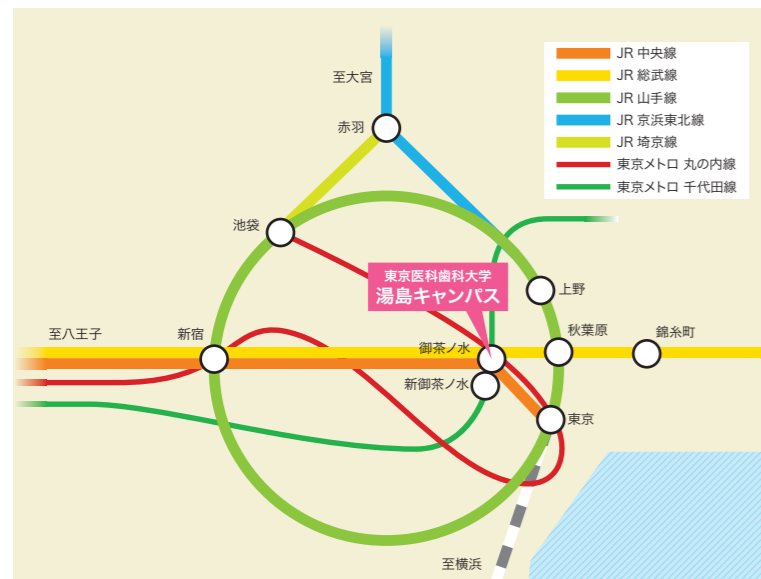 至大宮
赤羽
JR 中央線
JR 総武線
JR 山手線
JR 京浜東北線
JR 埼京線
東京メトロ 丸の内線
東京メトロ 千代田線
池袋
東京医科歯科大学
湯島キャンパス
上野
至八王子
新宿
御茶ノ水
秋葉原
錦糸町
新御茶ノ水
東京
至横浜